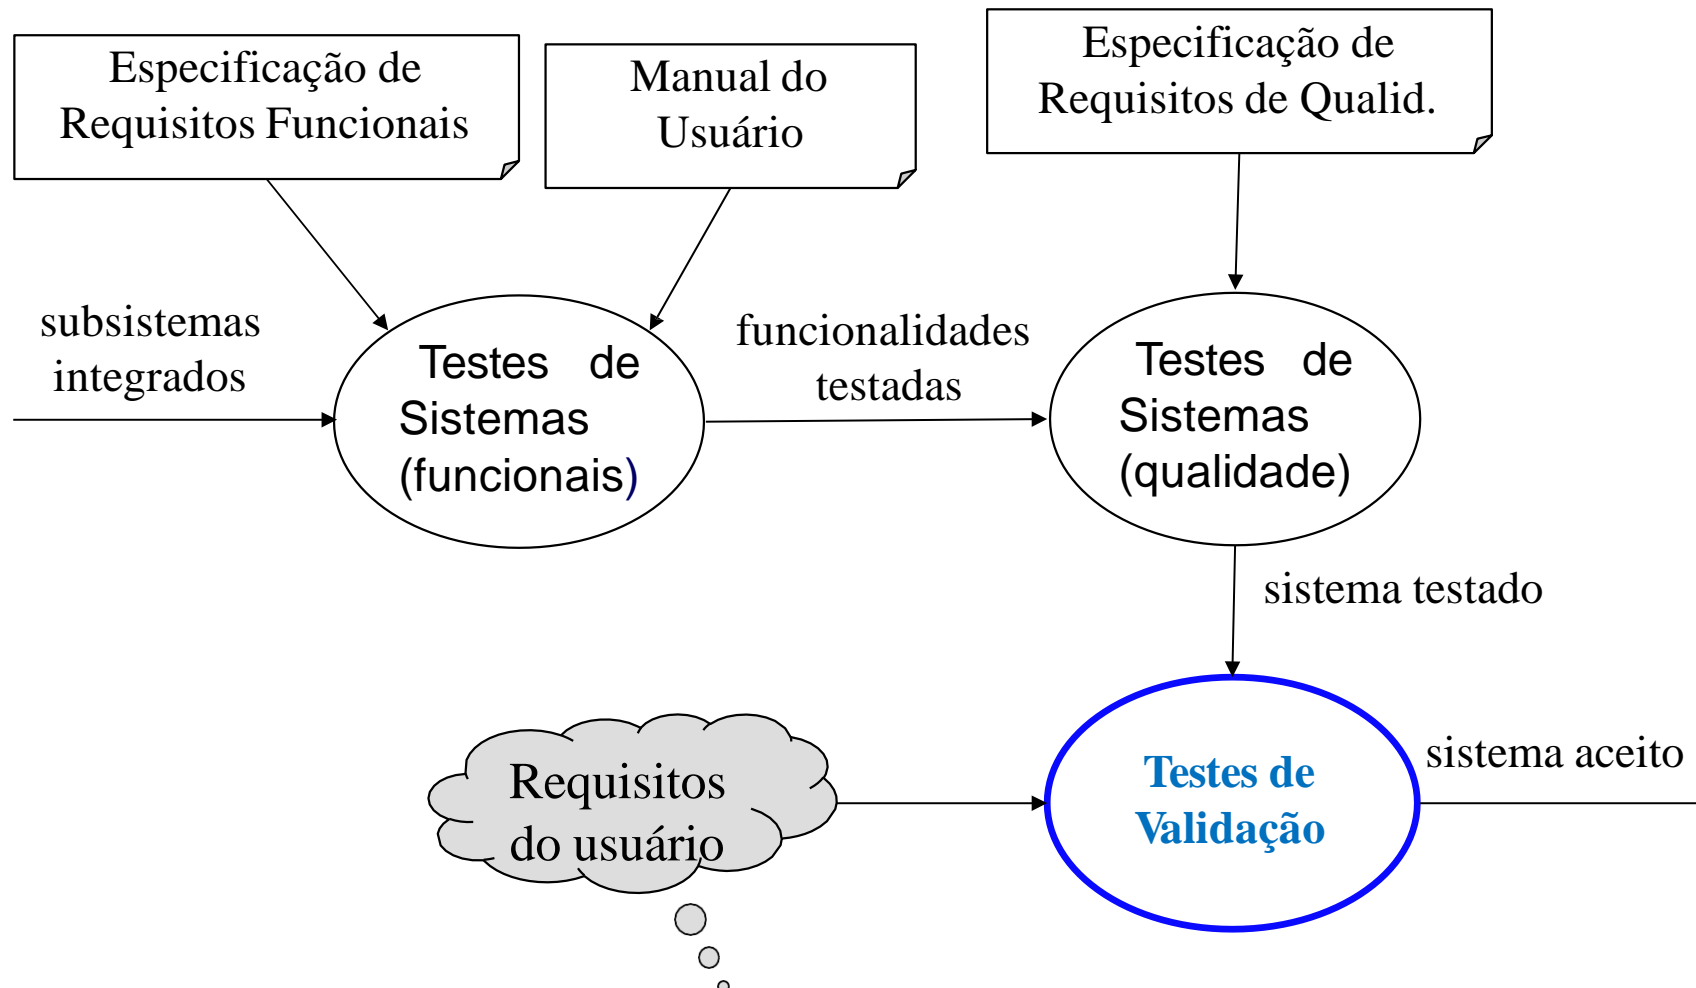 Especificação de
Requisitos Funcionais
Manual do
Usuário
Especificação de
Requisitos de Qualid.
subsistemas
integrados
Testes de
Sistemas
(funcionais)
funcionalidades
testadas
Testes de
Sistemas
(qualidade)
sistema testado
Requisitos
do usuário
Testes de
Validação
sistema aceito